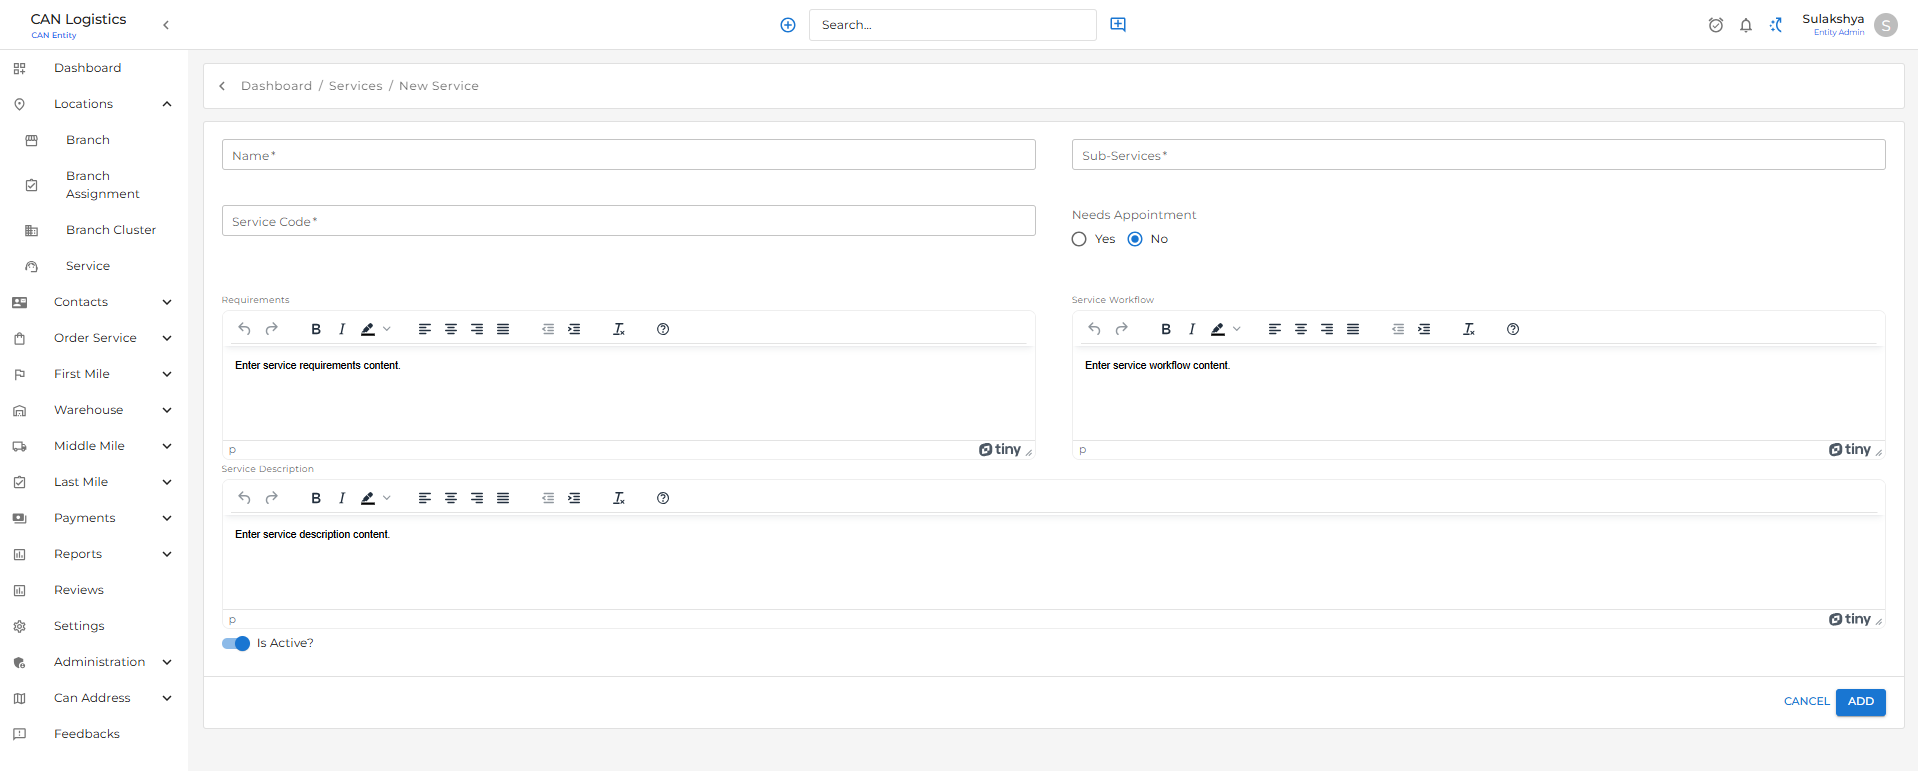 CAN Logistics
CAN Entity
Search...
Sulakshya
Entity Admin
S
Dashboard
Locations
Branch
Branch
Assignment
Branch Cluster
Service
Contacts
Order Service
First Mile
Warehouse
Middle Mile
Last Mile
Payments
Reports
Reviews
Settings
Administration
Can Address
Feedbacks
Dashboard / Services / New Service
Name*
Sub-Services*
Service Code*
Needs Appointment
Yes No
Requirements
B I
Enter service requirements content.
p tiny
Service Workflow
B I
Enter service workflow content.
p tiny
Service Description
B I
Enter service description content.
p tiny
Is Active?
CANCEL ADD